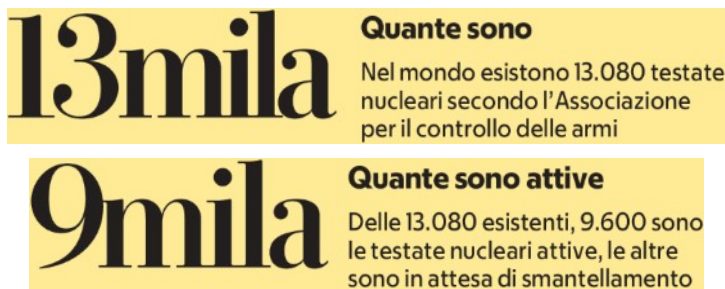 13mila
Quante sono
Nel mondo esistono 13.080 testate
nucleari secondo l'Associazione
per il controllo delle armi
9mila
Quante sono attive
Delle 13.080 esistenti, 9.600 sono
le testate nucleari attive, le altre
sono in attesa di smantellamento